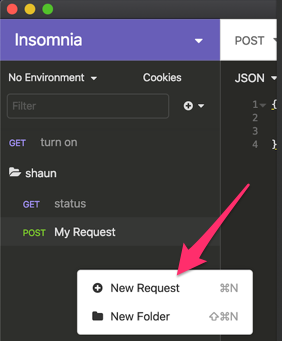 Insomnia
POST
No Environment
Cookies
JSON
Filter
1 {
2
3
4 }
GET turn on
shaun
GET status
POST My Request
New Request ⌘N
New Folder ⇧⌘N